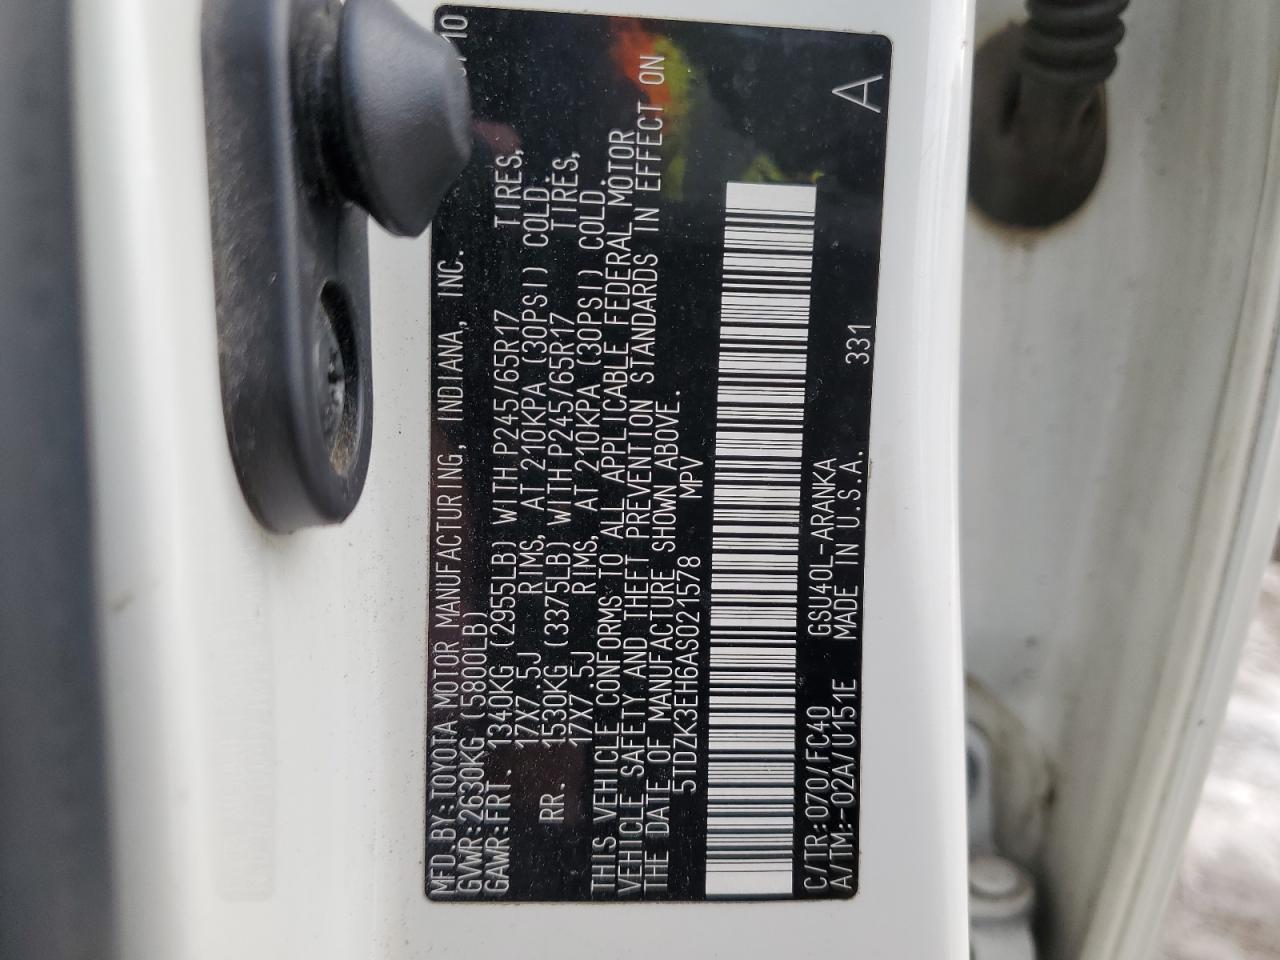 MFD.BY:TOYOTA MOTOR MANUFACTURING, INDIANA, INC. /10
GVWR:2630KG (5800LB)
GAWR:FRT. 1340KG (2955LB) WITH P245/65R17 TIRES,
17X7.5J RIMS, AT 210KPA (30PSI) COLD.
RR. 1530KG (3375LB) WITH P245/65R17 TIRES,
17X7.5J RIMS, AT 210KPA (30PSI) COLD.
THIS VEHICLE CONFORMS TO ALL APPLICABLE FEDERAL MOTOR
VEHICLE SAFETY AND THEFT PREVENTION STANDARDS IN EFFECT ON
THE DATE OF MANUFACTURE SHOWN ABOVE.
5TDZK3EH6AS021578 MPV
C/TR:070/FC40 GSU40L-ARANKA
A/TM:-02A/U151E MADE IN U.S.A. 331 A